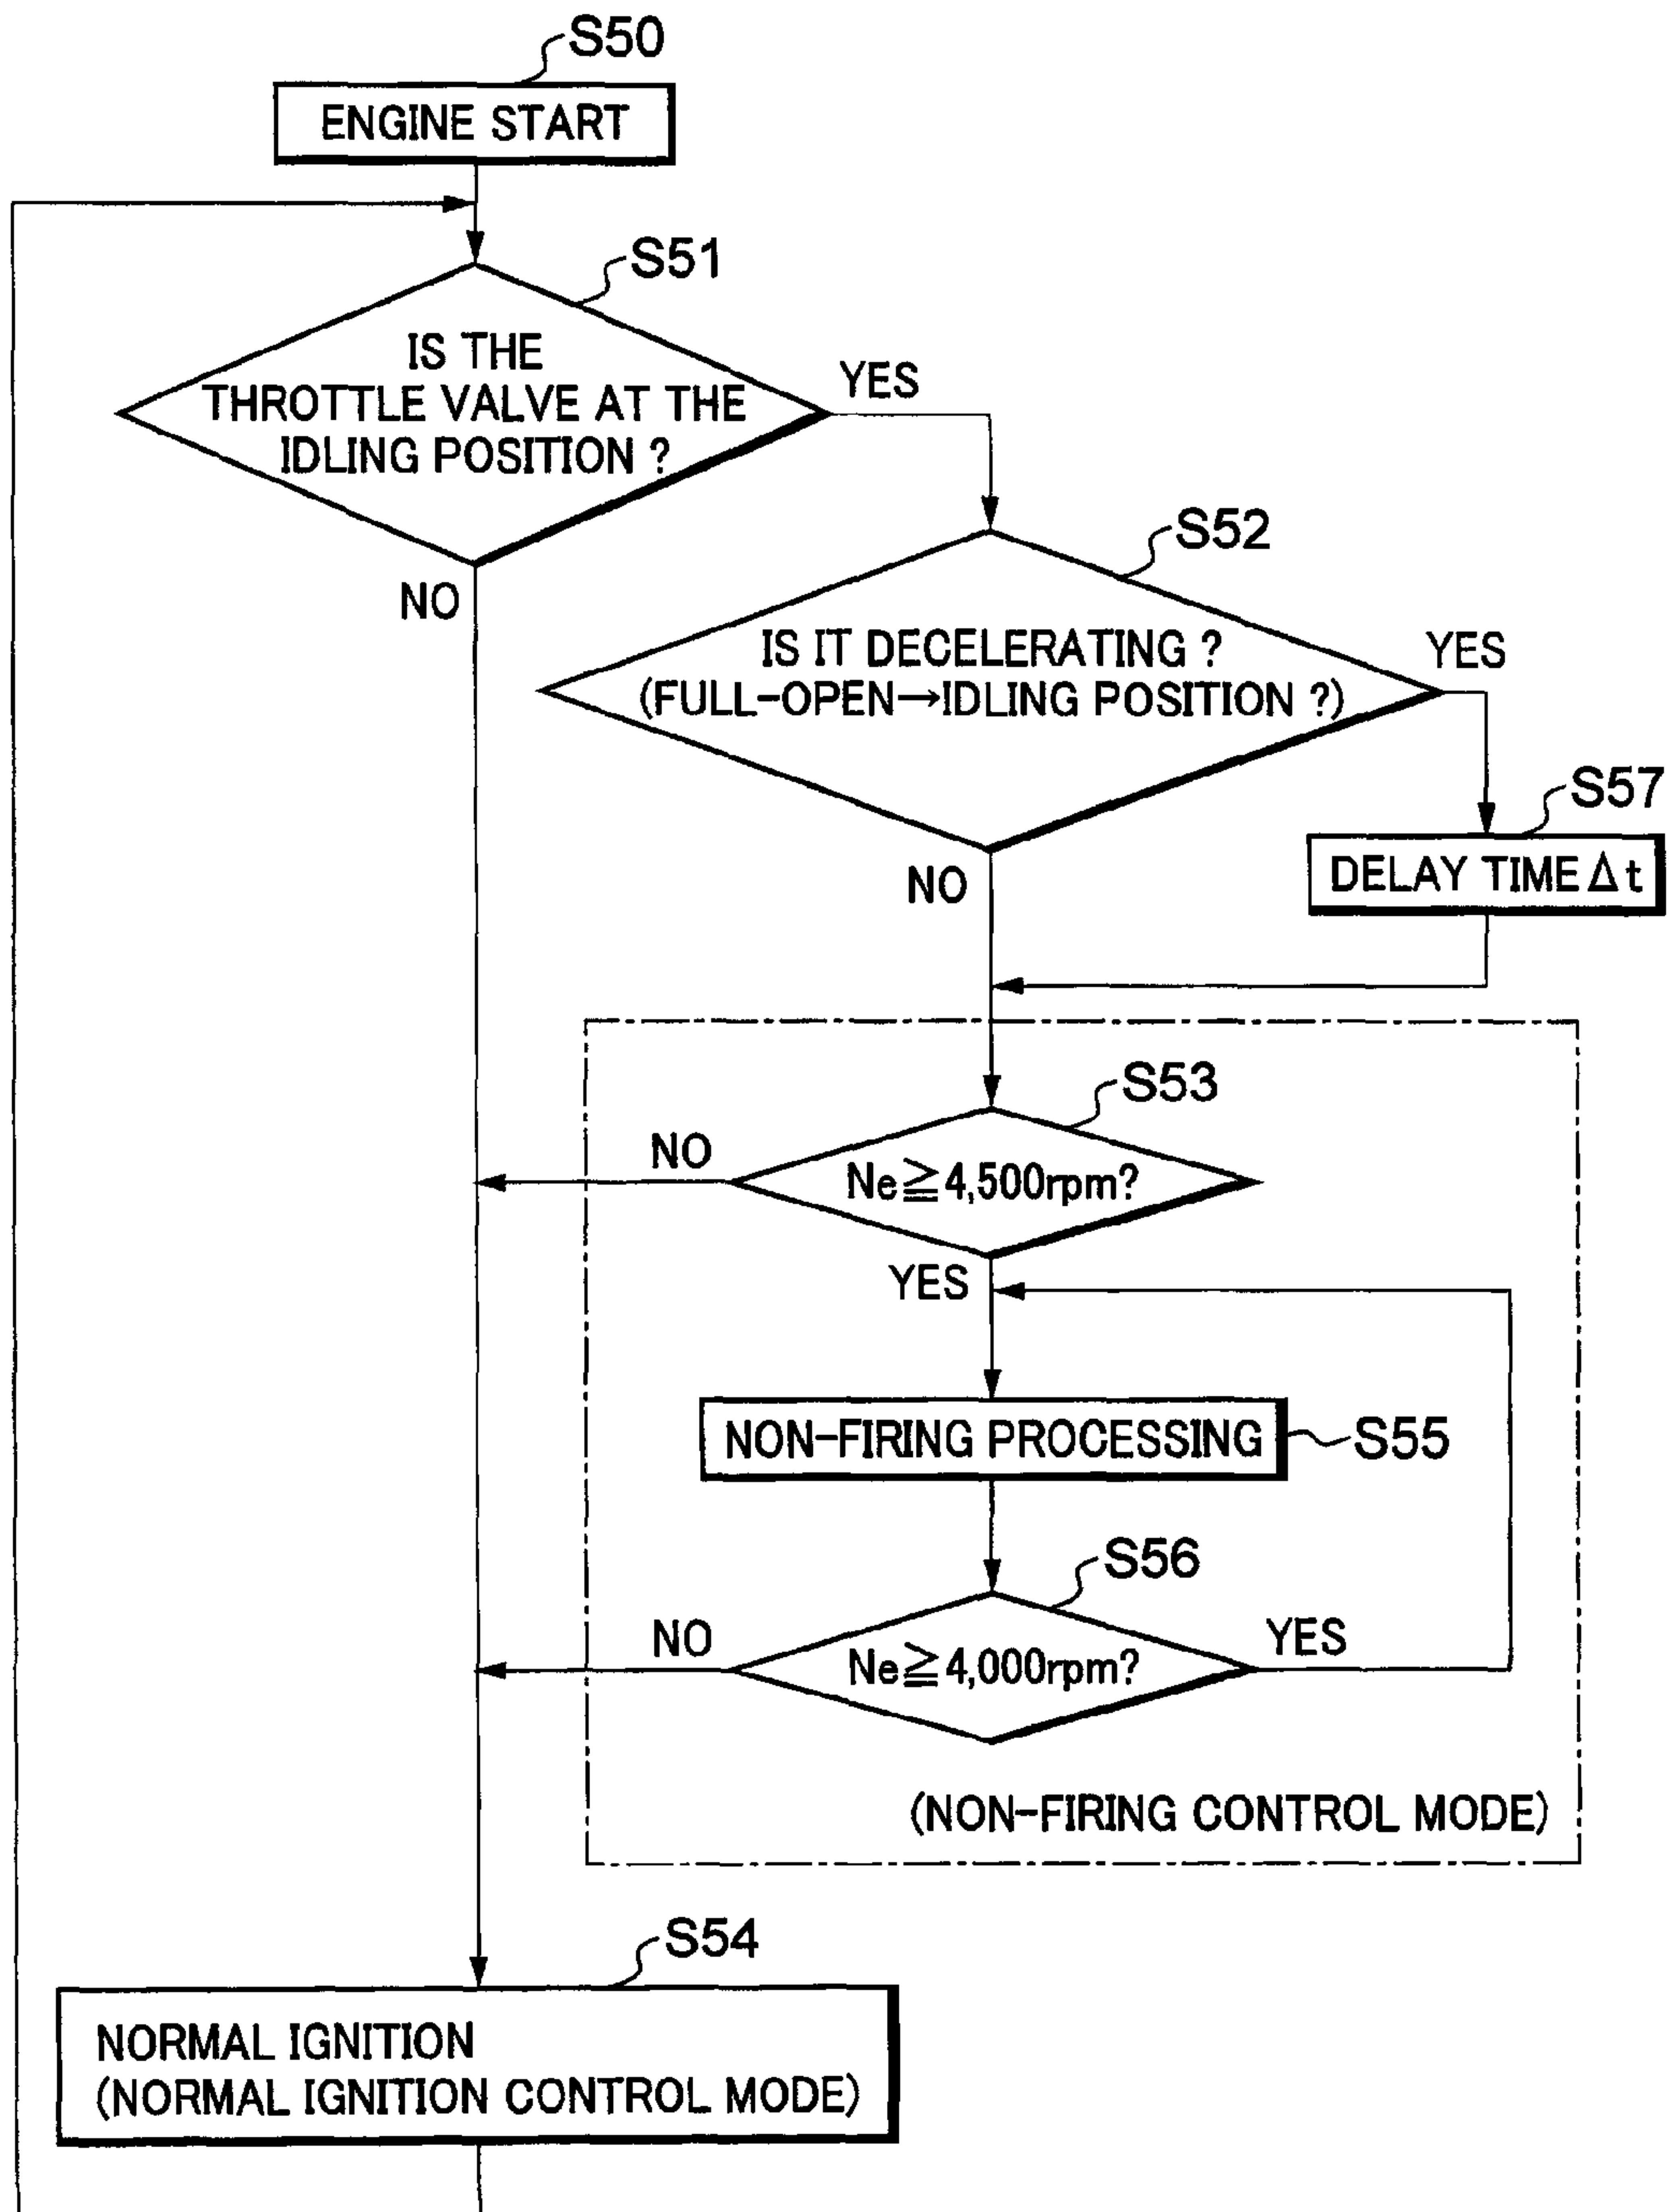 S50
ENGINE START
S51
IS THE
THROTTLE VALVE AT THE
IDLING POSITION ?
YES
NO
S52
IS IT DECELERATING ?
(FULL-OPEN→IDLING POSITION ?)
YES
NO
S57
DELAY TIME Δt
S53
Ne≧4,500rpm?
NO
YES
NON-FIRING PROCESSING
S55
S56
Ne≧4,000rpm?
NO
YES
(NON-FIRING CONTROL MODE)
S54
NORMAL IGNITION
(NORMAL IGNITION CONTROL MODE)